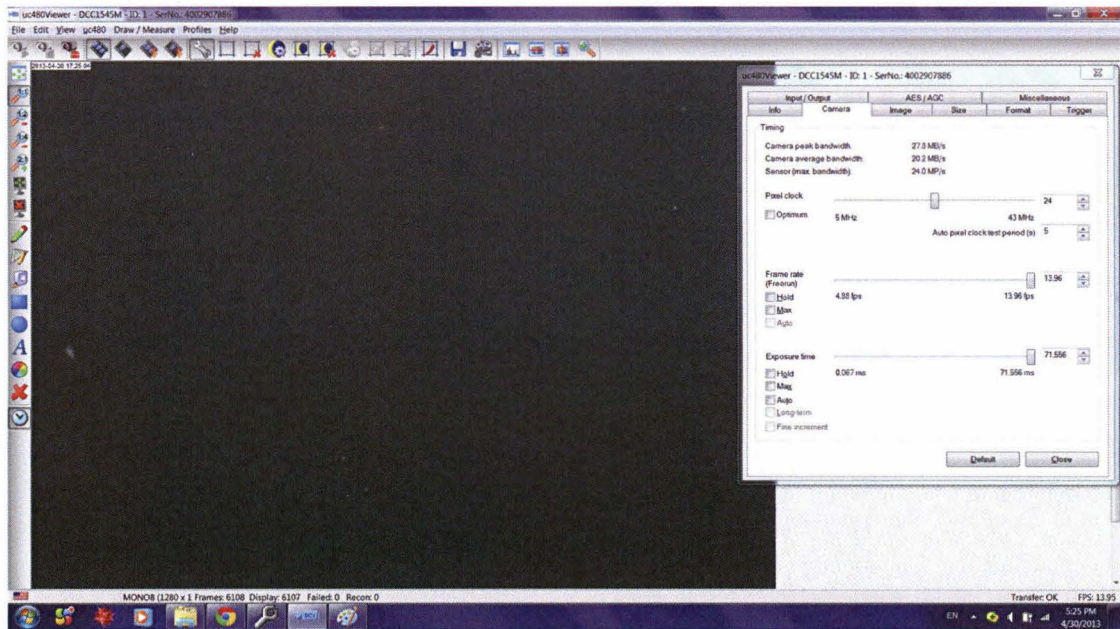 uc480Viewer - DCC1545M - ID: 1 - SerNo.: 4002907886
File Edit View µc480 Draw / Measure Profiles Help
uc480Viewer - DCC1545M - ID: 1 - SerNo.: 4002907886
Input / Output AES / AGC Miscellaneous
Info Camera Image Size Format Trigger
Timing
Camera peak bandwidth:
Camera average bandwidth: 20.2 MB/s
Sensor (max. bandwidth): 24.0 MP/s
Pixel clock 24
Optimum 5 MHz 43 MHz
Auto pixel clock test period (s) 5
Frame rate
(Freerun) 13.96
Hold 4.88 fps 13.96 fps
Max
Auto
Exposure time 71.556
Hold 0.067 ms 71.556 ms
Max
Auto
Long-term
Fine increment
Default Close
MONO8 (1280 x 1 Frames: 6108 Display: 6107 Failed: 0 Recon: 0 Transfer: OK FPS: 13.95
EN 5:25 PM
4/30/2013